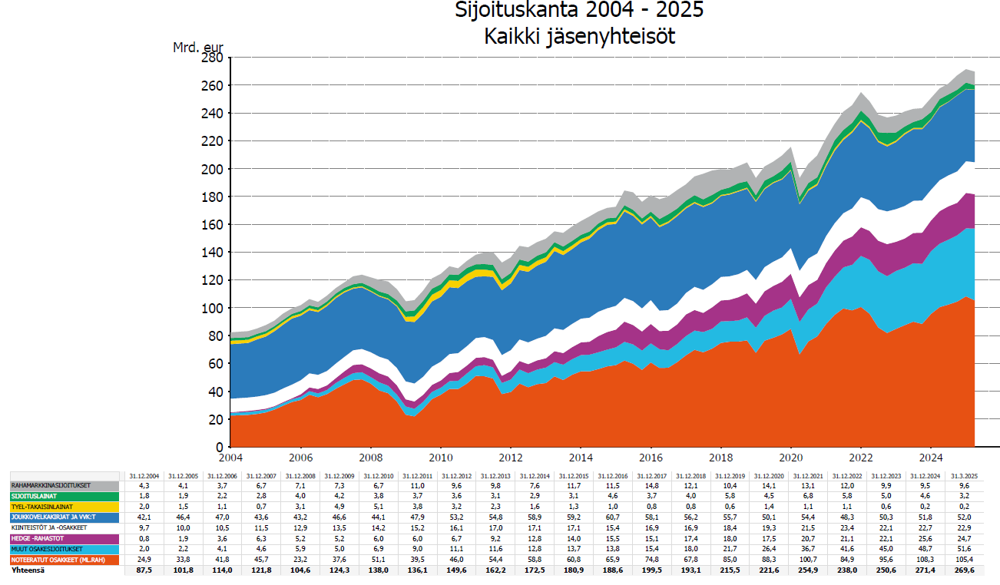 Sijoituskanta 2004 - 2025
Kaikki jäsenyhteisöt
Mrd. eur
280
260
240
220
200
180
160
140
120
100
80
60
40
20
0
2004 2006 2008 2010 2012 2014 2016 2018 2020 2022 2024
31.12.2004 31.12.2005 31.12.2006 31.12.2007 31.12.2008 31.12.2009 31.12.2010 31.12.2011 31.12.2012 31.12.2013 31.12.2014 31.12.2015 31.12.2016 31.12.2017 31.12.2018 31.12.2019 31.12.2020 31.12.2021 31.12.2022 31.12.2023 31.12.2024 31.3.2025
RAHAMARKKINASIJOITUKSET 4,3 4,1 3,7 6,7 7,1 7,3 6,7 11,0 9,6 9,8 7,6 11,7 11,5 14,8 12,1 10,4 14,1 13,1 12,0 9,9 9,5 9,6
SIJOITUSLAINAT 1,8 1,9 2,2 2,8 4,0 4,2 3,8 3,7 3,6 3,1 2,9 3,1 4,6 3,7 4,0 5,8 4,5 6,8 5,8 5,0 4,6 3,2
TYEL-TAKAISINLAINAT 2,0 1,5 1,1 0,7 3,1 4,9 5,1 3,8 3,2 2,3 1,6 1,3 1,0 0,8 0,8 0,6 1,4 1,1 1,1 0,6 0,2 0,2
JOUKKOVELKAKIRJAT JA VVK:T 42,1 46,4 47,0 43,6 43,2 46,6 44,1 47,9 53,2 54,8 58,9 59,2 60,7 58,1 56,2 55,7 50,1 54,4 48,3 50,3 51,8 52,0
KIINTEISTÖT JA -OSAKKEET 9,7 10,0 10,5 11,5 12,9 13,5 14,2 15,2 16,1 17,0 17,1 17,1 15,4 16,9 16,9 18,4 19,3 21,5 23,4 22,1 22,7 22,9
HEDGE -RAHASTOT 0,8 1,9 3,6 6,3 5,2 5,2 6,0 6,0 6,7 9,2 12,8 14,0 15,5 15,1 17,4 18,0 17,5 20,7 21,1 22,1 25,6 24,7
MUUT OSAKESIJOITUKSET 2,0 2,2 4,1 4,6 5,9 5,0 6,9 9,0 11,1 11,6 12,8 13,7 13,8 15,4 18,0 21,7 26,4 36,7 41,6 45,0 48,7 51,6
NOTEERATUT OSAKKEET (ML.RAH) 24,9 33,8 41,8 45,7 23,2 37,6 51,1 39,5 46,0 54,4 58,8 60,8 65,9 74,8 67,8 85,0 88,3 100,7 84,9 95,6 108,3 105,4
Yhteensä 87,5 101,8 114,0 121,8 104,6 124,3 138,0 136,1 149,6 162,2 172,5 180,9 188,6 199,5 193,1 215,5 221,6 254,9 238,0 250,6 271,4 269,6